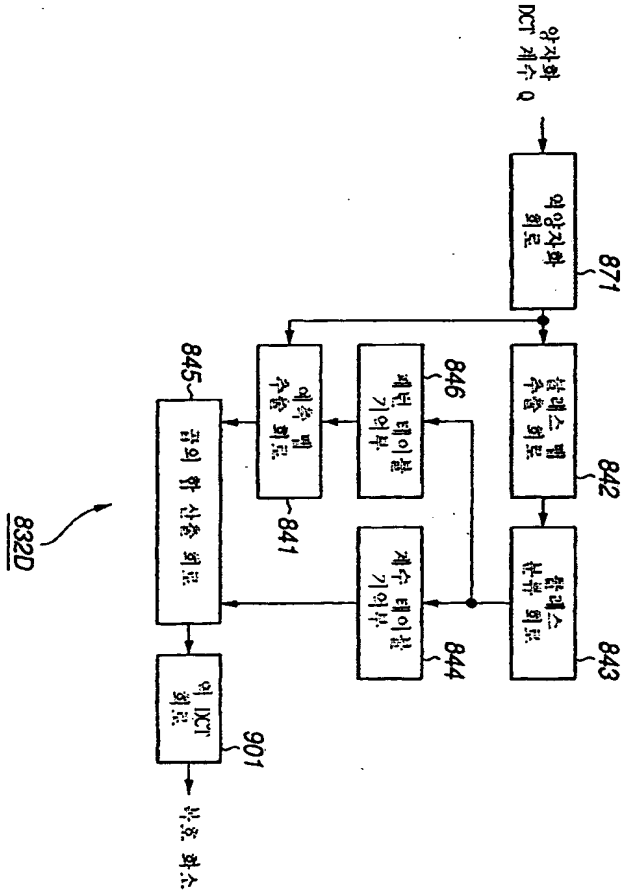 양자화
DCT 계수 Q
역양자화
회로
871
클래스 탭
추출 회로
842
클래스
분류 회로
843
패턴 테이블
기억부
846
계수 테이블
기억부
844
예측 탭
추출 회로
841
곱의 합 산출 회로
845
역 DCT
회로
901
복호 화소
832D